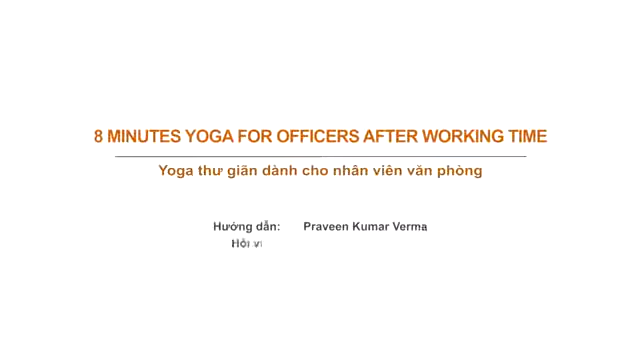 8 MINUTES YOGA FOR OFFICERS AFTER WORKING TIME
Yoga thư giãn dành cho nhân viên văn phòng
Hướng dẫn: Praveen Kumar Verma